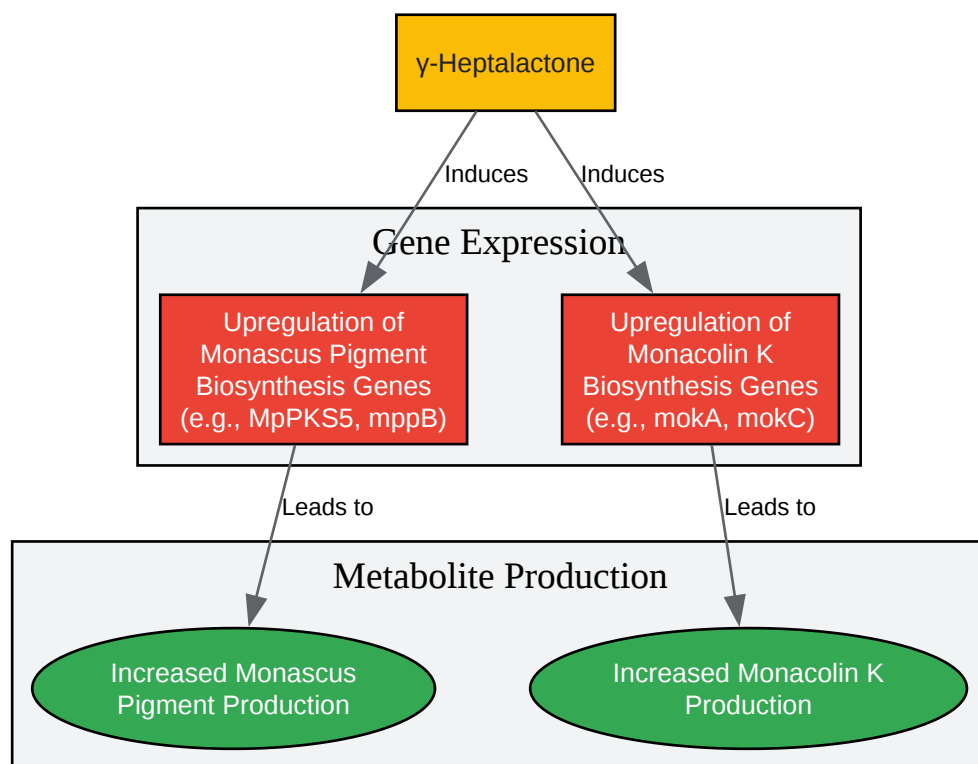 γ-Heptalactone
Induces
Induces
Gene Expression
Upregulation of
Monascus Pigment
Biosynthesis Genes
(e.g., MpPKS5, mppB)
Upregulation of
Monacolin K
Biosynthesis Genes
(e.g., mokA, mokC)
Leads to
Leads to
Metabolite Production
Increased Monascus
Pigment Production
Increased Monacolin K
Production